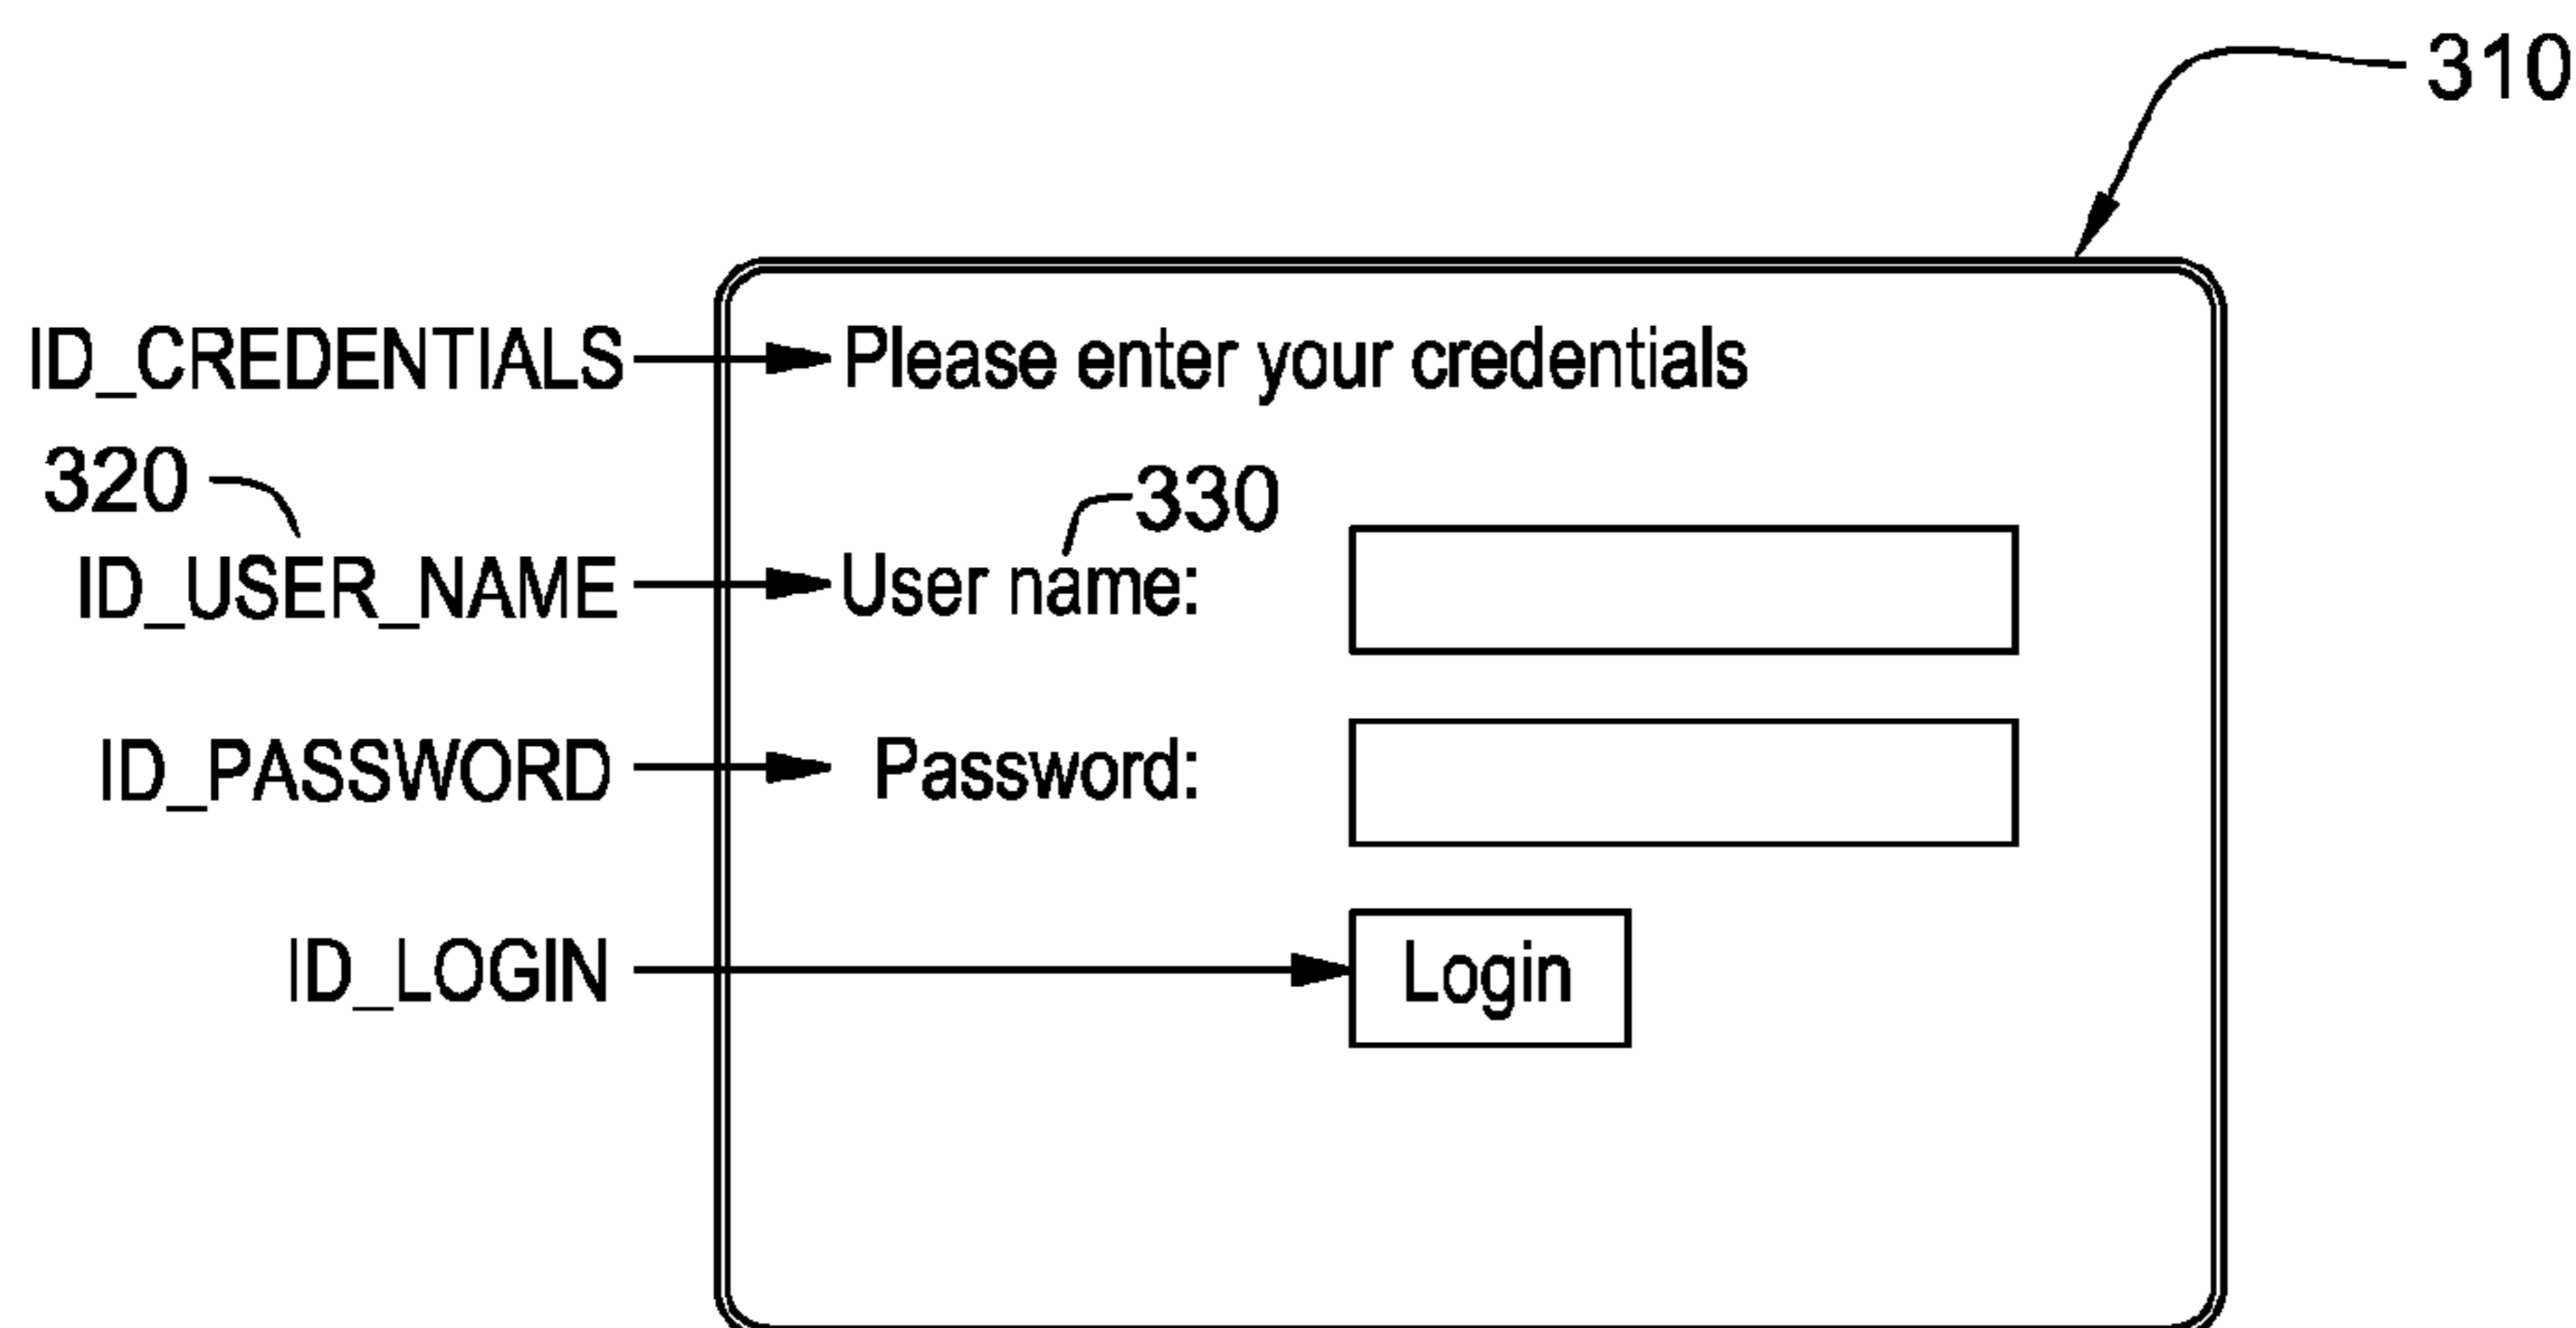 310
ID_CREDENTIALS Please enter your credentials
320 330
ID_USER_NAME User name:
ID_PASSWORD Password:
ID_LOGIN Login